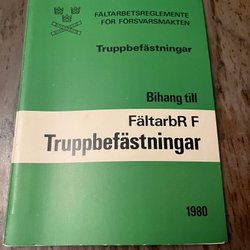 FÄLTARBETSREGLEMENTE
FÖR FÖRSVARSMAKTEN
Truppbefästningar
Bihang till
FältarbR F
Truppbefästningar
1980